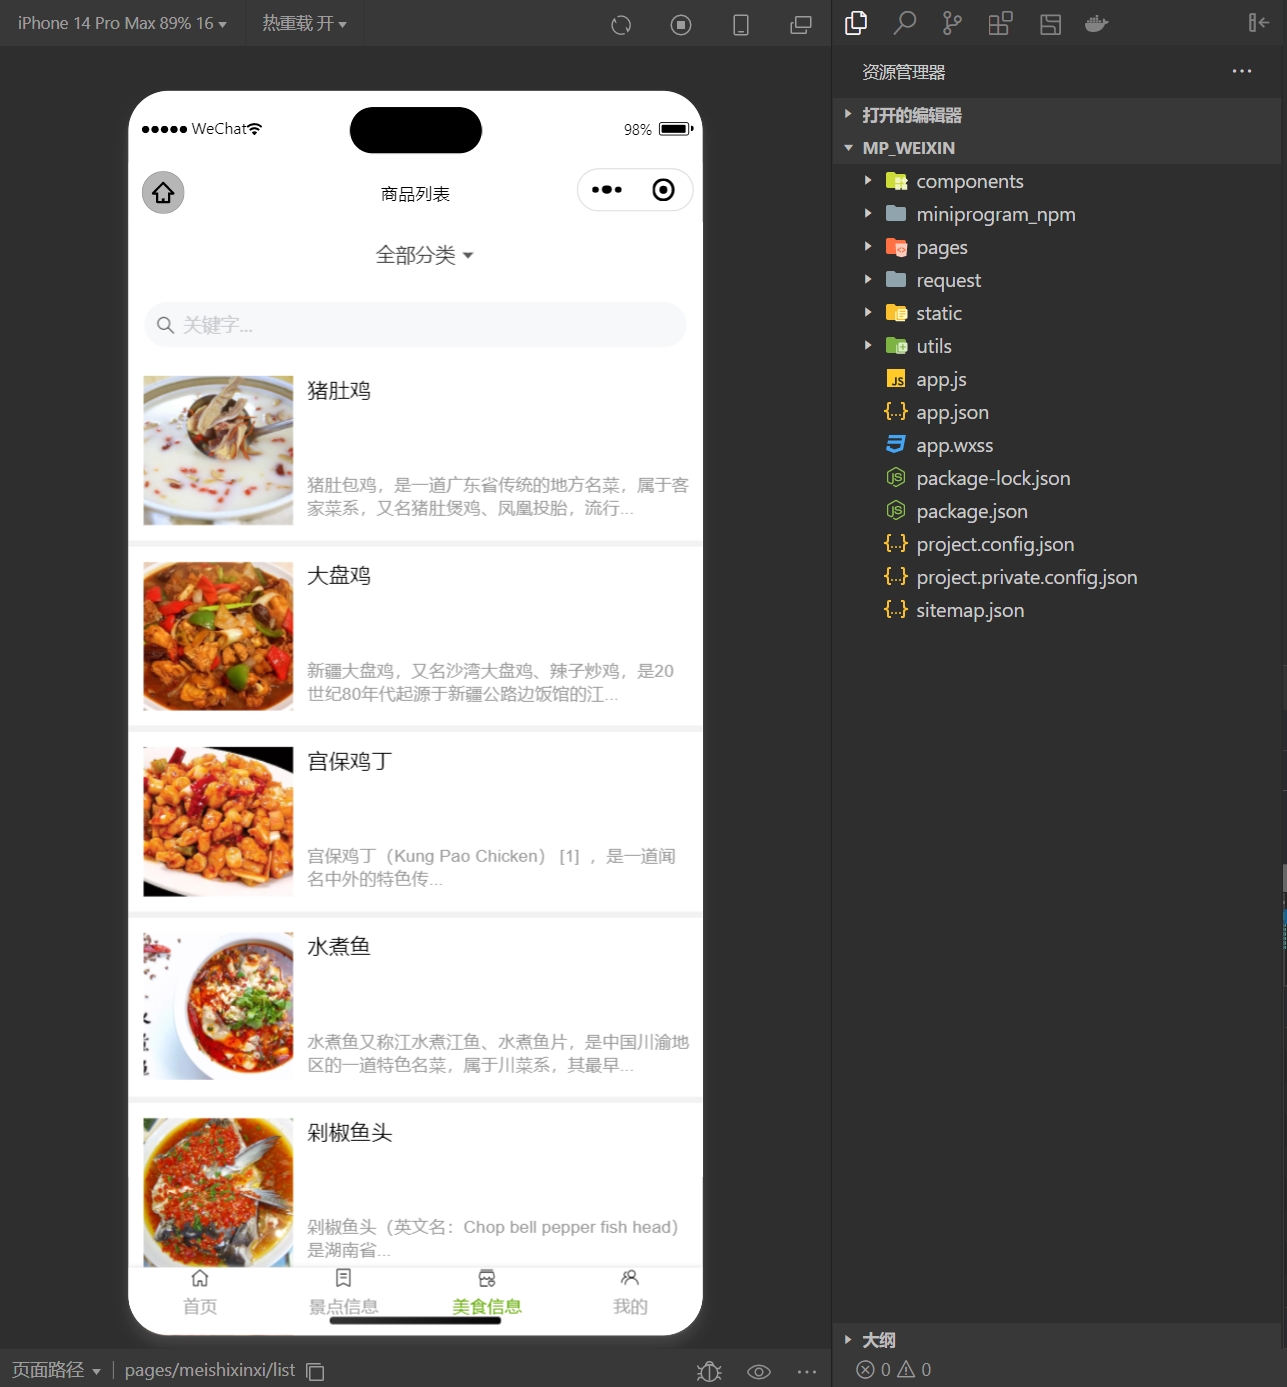 iPhone 14 Pro Max 89% 16
热重载 开
WeChat
98%
商品列表
全部分类
关键字...
猪肚鸡
猪肚包鸡，是一道广东省传统的地方名菜，属于客
家菜系，又名猪肚煲鸡、凤凰投胎，流行...
大盘鸡
新疆大盘鸡，又名沙湾大盘鸡、辣子炒鸡，是20
世纪80年代起源于新疆公路边饭馆的江...
宫保鸡丁
宫保鸡丁（Kung Pao Chicken） [1] ，是一道闻
名中外的特色传...
水煮鱼
水煮鱼又称江水煮江鱼、水煮鱼片，是中国川渝地
区的一道特色名菜，属于川菜系，其最早...
剁椒鱼头
剁椒鱼头（英文名：Chop bell pepper fish head）
是湖南省...
首页
景点信息
美食信息
我的
页面路径
pages/meishixinxi/list
资源管理器
打开的编辑器
MP_WEIXIN
components
miniprogram_npm
pages
request
static
utils
app.js
app.json
app.wxss
package-lock.json
package.json
project.config.json
project.private.config.json
sitemap.json
大纲
0
0